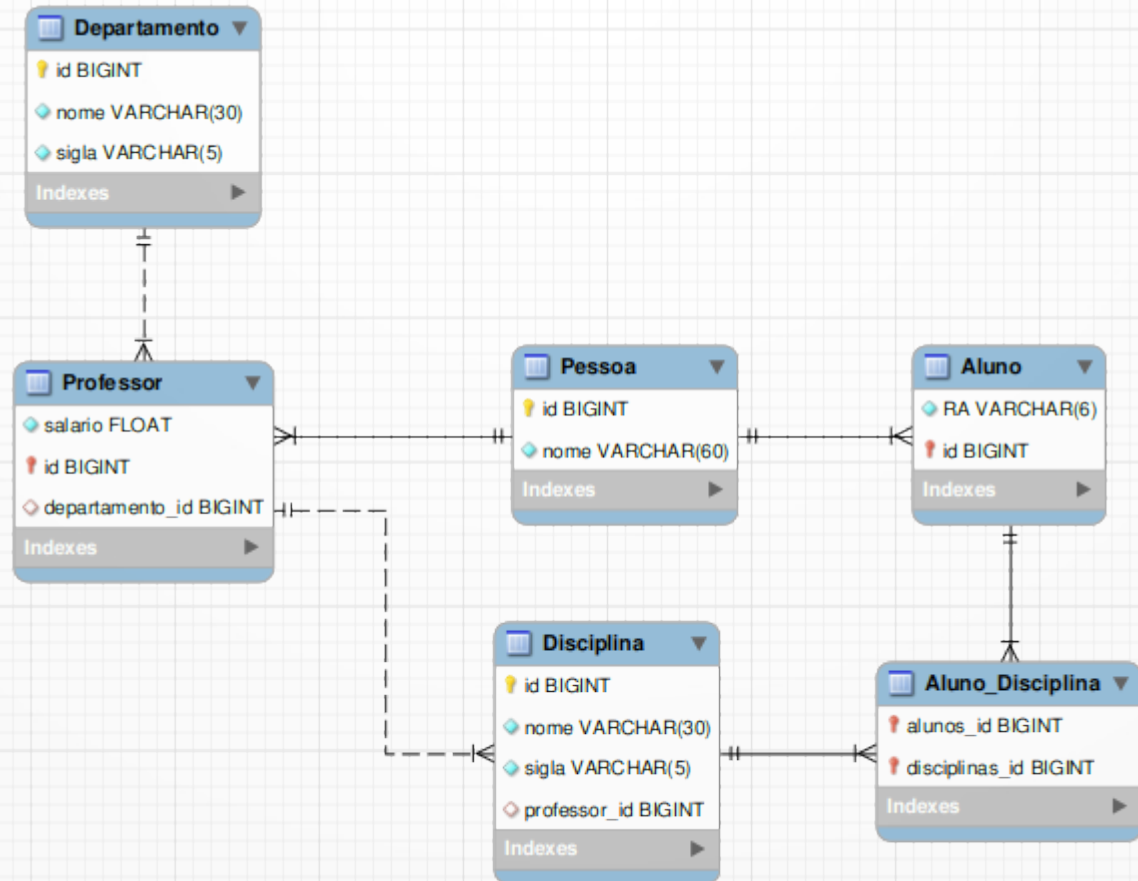 Departamento
id BIGINT
nome VARCHAR(30)
sigla VARCHAR(5)
Indexes
Professor
salario FLOAT
id BIGINT
departamento_id BIGINT
Indexes
Pessoa
id BIGINT
nome VARCHAR(60)
Indexes
Aluno
RA VARCHAR(6)
id BIGINT
Indexes
Disciplina
id BIGINT
nome VARCHAR(30)
sigla VARCHAR(5)
professor_id BIGINT
Indexes
Aluno_Disciplina
alunos_id BIGINT
disciplinas_id BIGINT
Indexes